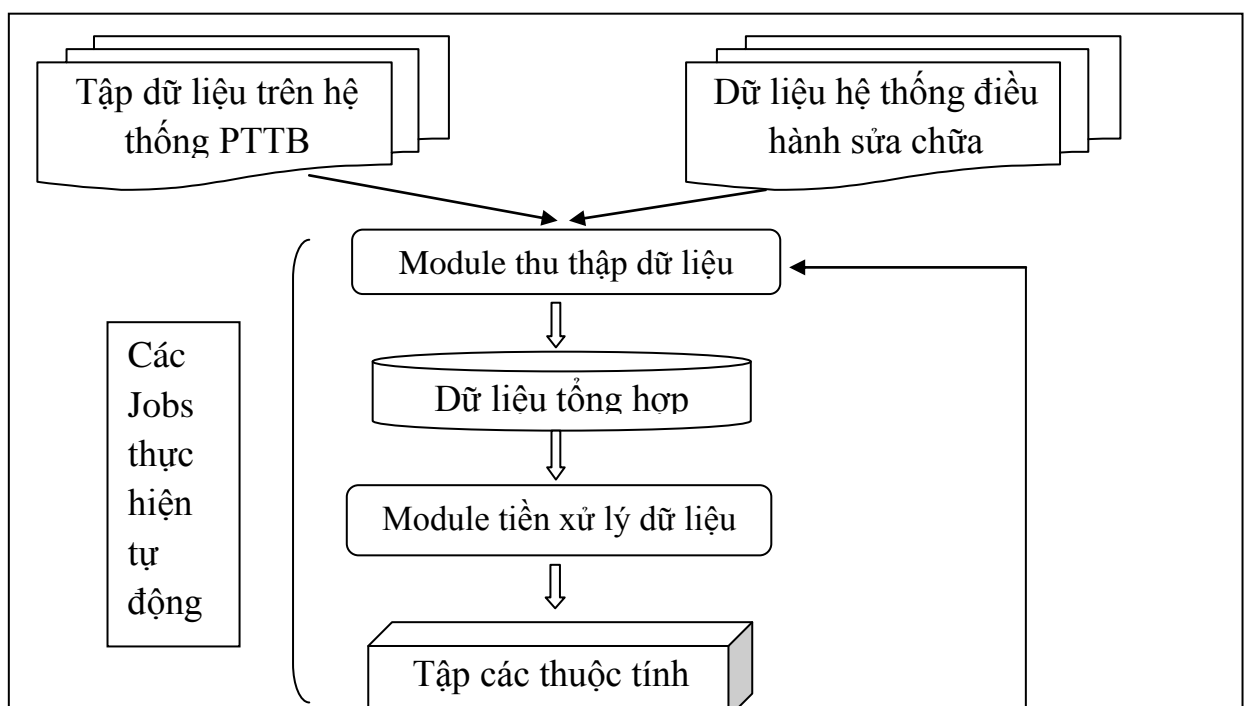 Tập dữ liệu trên hệ
thống PTTB
Dữ liệu hệ thống điều
hành sửa chữa
Module thu thập dữ liệu
Các
Jobs
thực
hiện
tự
động
Dữ liệu tổng hợp
Module tiền xử lý dữ liệu
Tập các thuộc tính